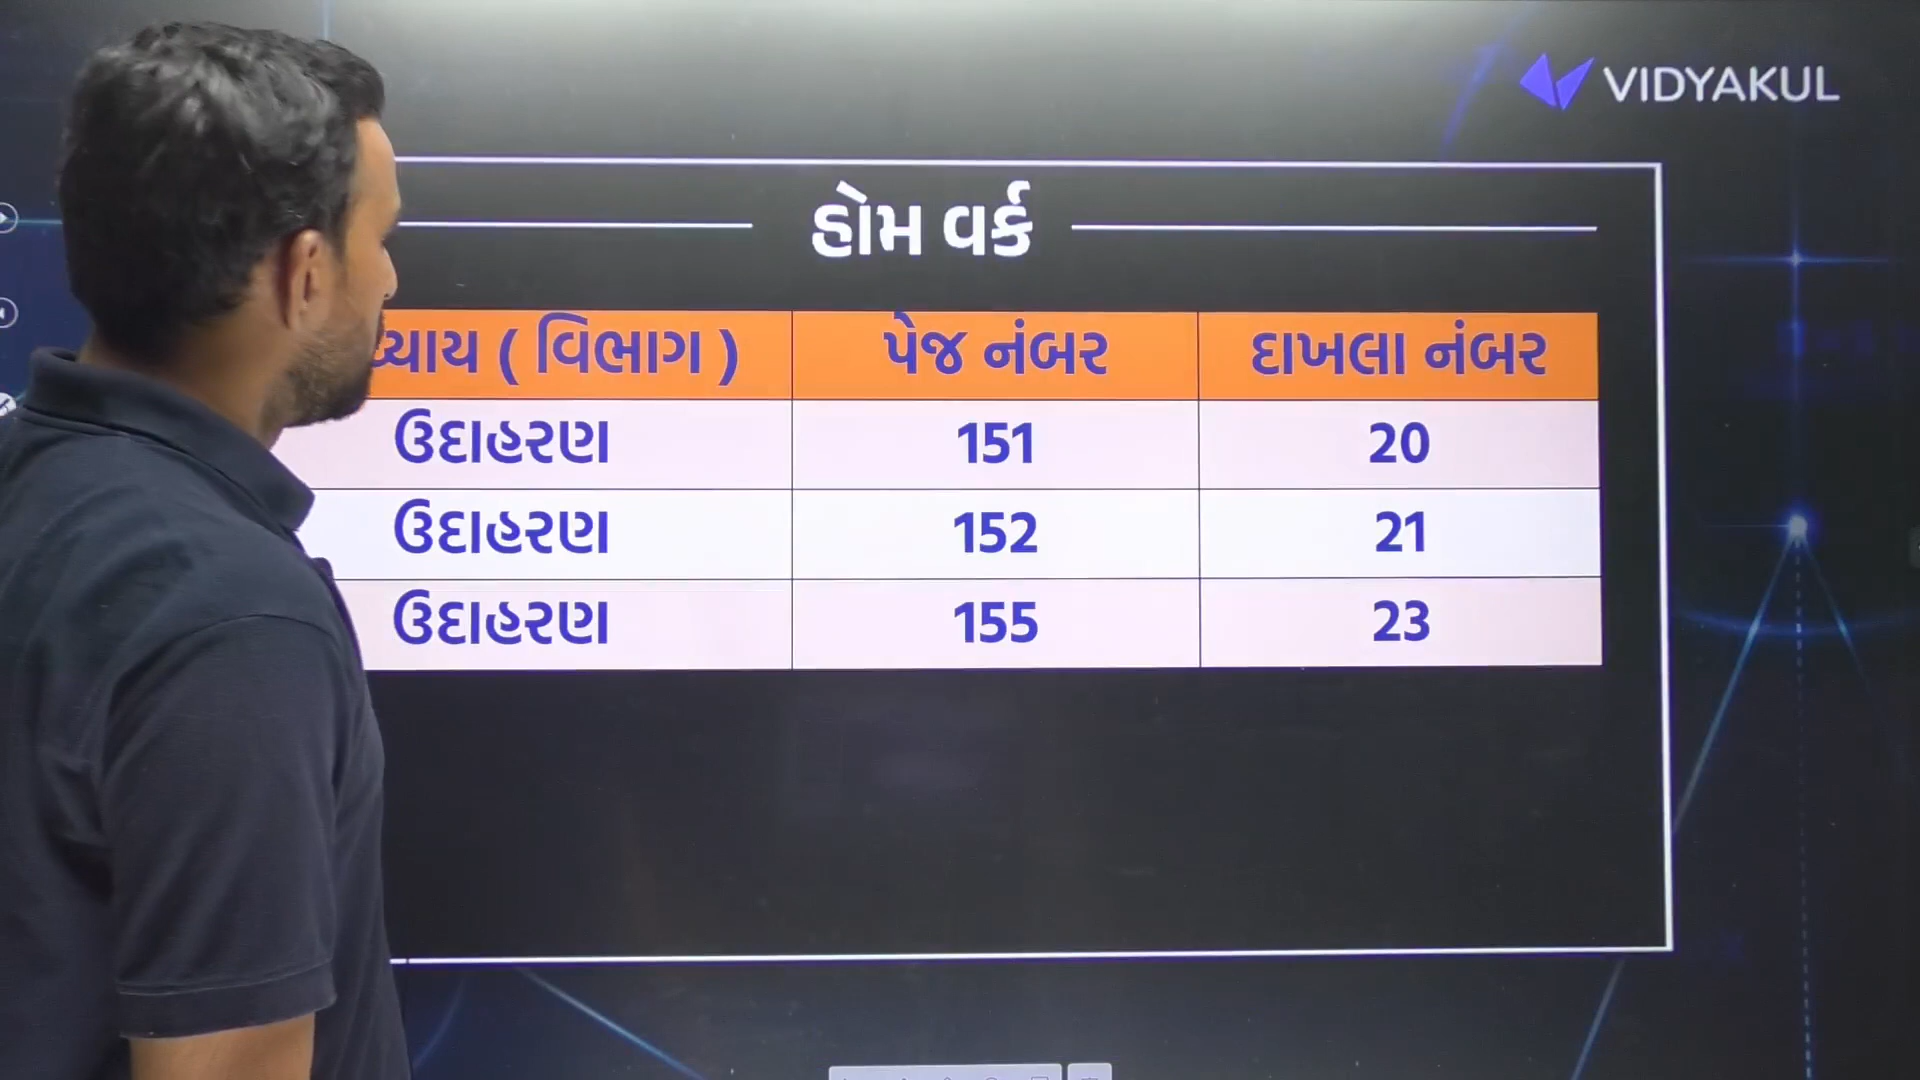 VIDYAKUL
હોમ વર્ક
( વિભાગ ) પેજ નંબર દાખલા નંબર
ઉદાહરણ 151 20
ઉદાહરણ 152 21
ઉદાહરણ 155 23